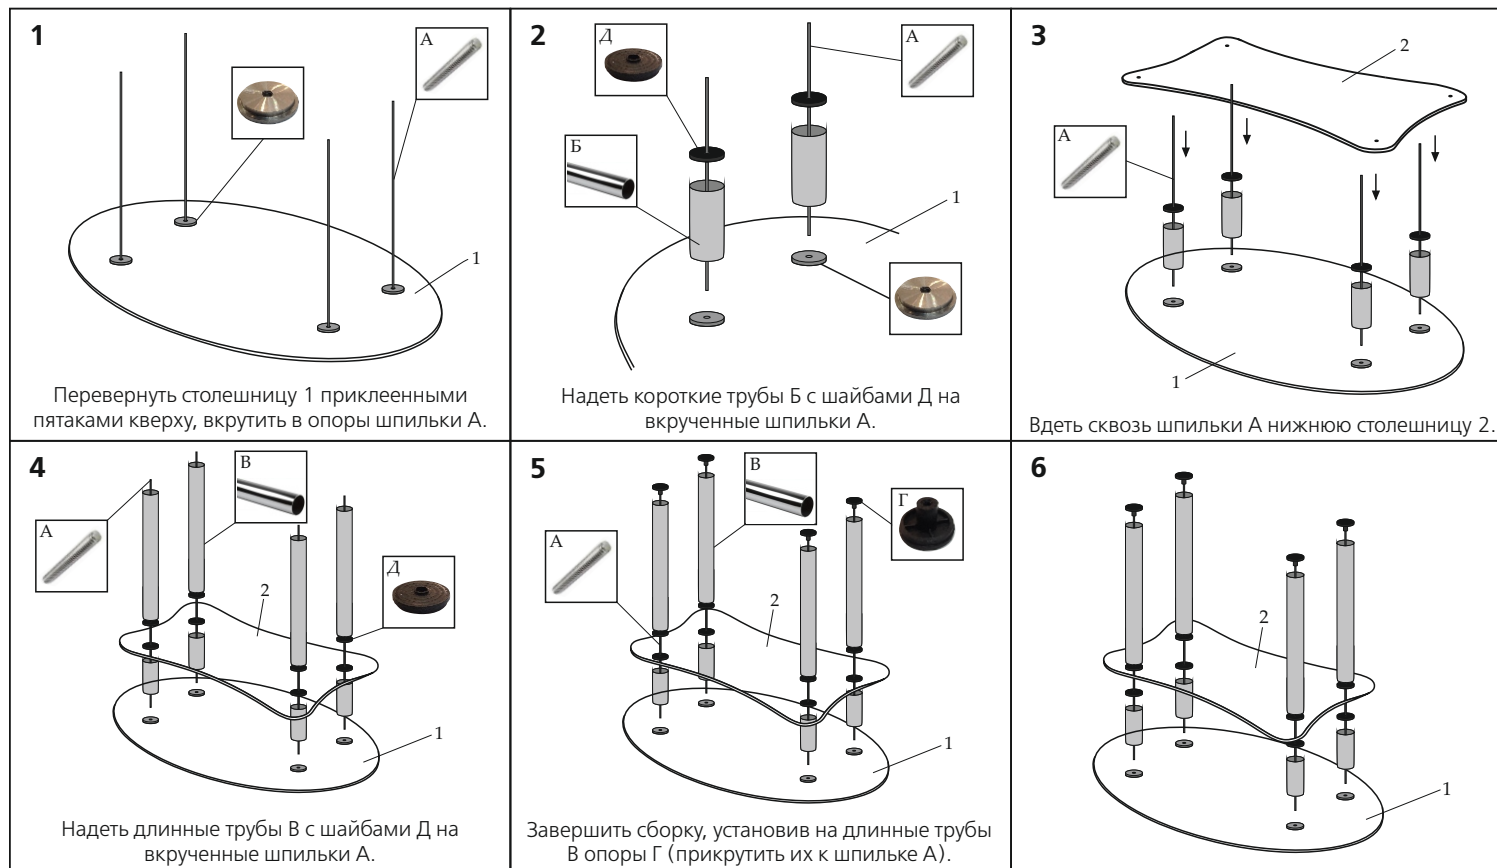 1
А
1
Перевернуть столешницу 1 приклеенными
пятаками кверху, вкрутить в опоры шпильки А.
2
Д
А
Б
1
Надеть короткие трубы Б с шайбами Д на
вкрученные шпильки А.
3
2
А
1
Вдеть сквозь шпильки А нижнюю столешницу 2.
4
В
А
Д
2
1
Надеть длинные трубы В с шайбами Д на
вкрученные шпильки А.
5
В
Г
А
2
1
Завершить сборку, установив на длинные трубы
В опоры Г (прикрутить их к шпильке А).
6
2
1